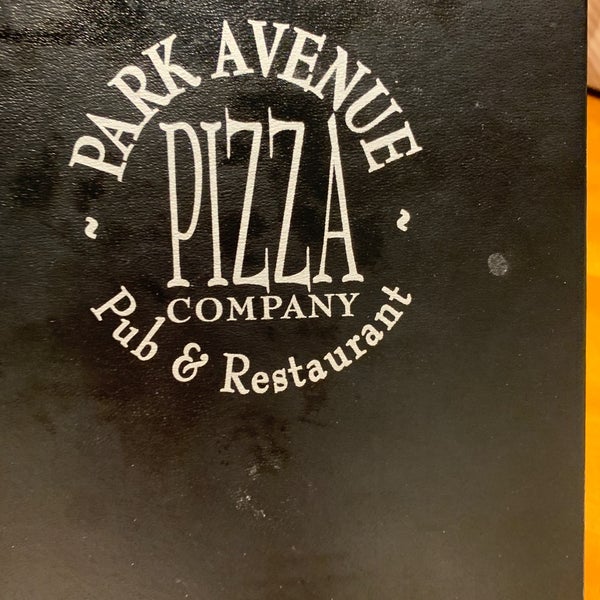 PARK AVENUE
PIZZA
COMPANY
Pub & Restaurant